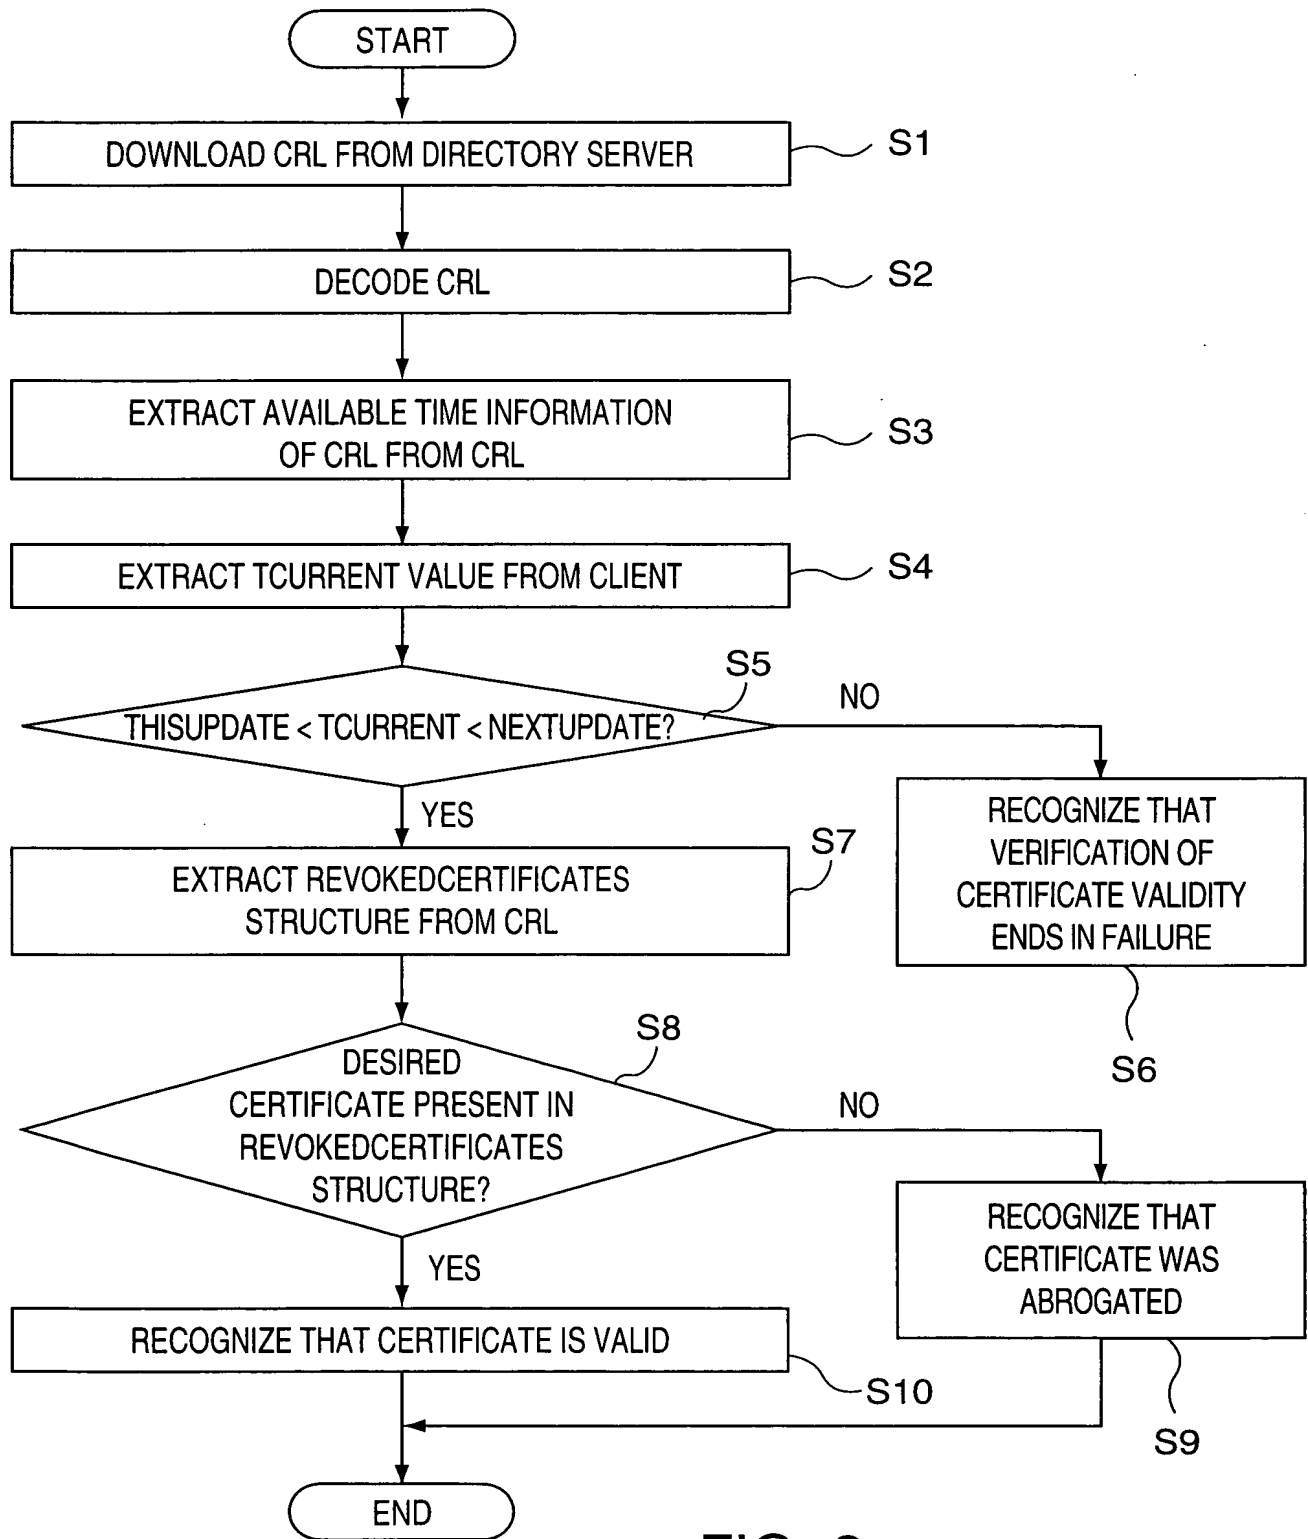 START
DOWNLOAD CRL FROM DIRECTORY SERVER
S1
DECODE CRL
S2
EXTRACT AVAILABLE TIME INFORMATION
OF CRL FROM CRL
S3
EXTRACT TCURRENT VALUE FROM CLIENT
S4
S5
THISUPDATE < TCURRENT < NEXTUPDATE?
NO
YES
RECOGNIZE THAT
VERIFICATION OF
CERTIFICATE VALIDITY
ENDS IN FAILURE
S6
S7
EXTRACT REVOKEDCERTIFICATES
STRUCTURE FROM CRL
S8
DESIRED
CERTIFICATE PRESENT IN
REVOKEDCERTIFICATES
STRUCTURE?
NO
YES
RECOGNIZE THAT
CERTIFICATE WAS
ABROGATED
S9
RECOGNIZE THAT CERTIFICATE IS VALID
S10
END